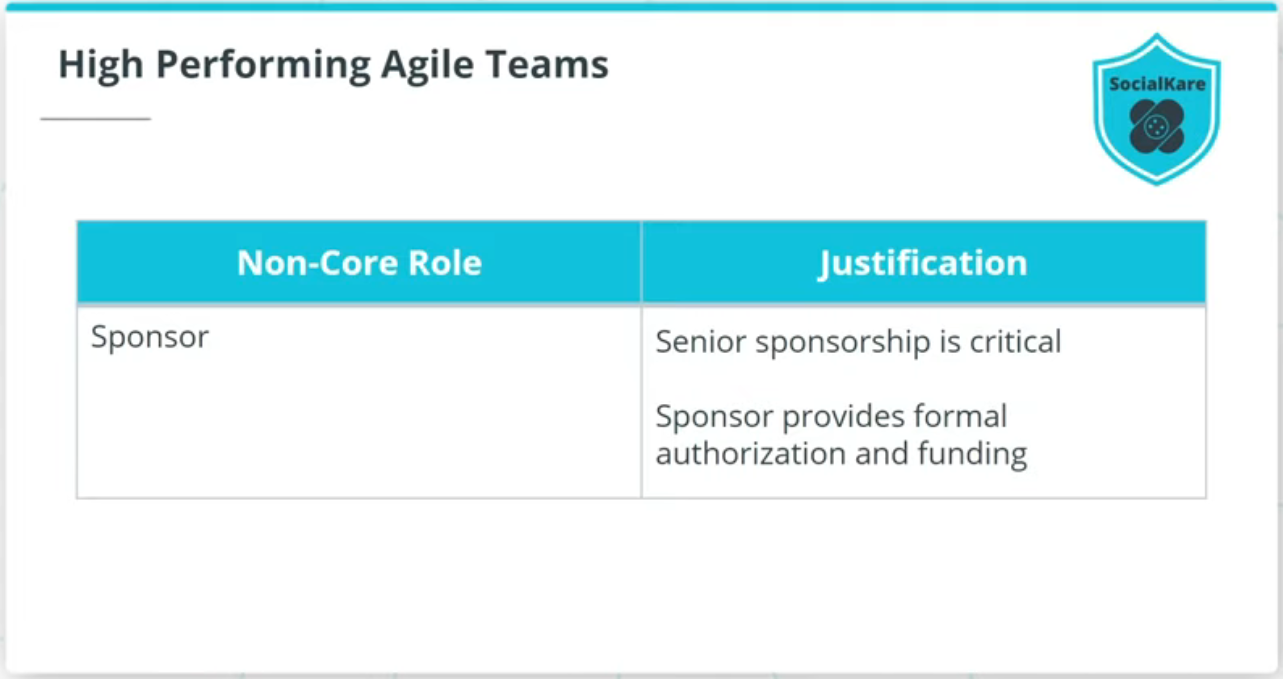 High Performing Agile Teams
SocialKare
Non-Core Role
Justification
Sponsor
Senior sponsorship is critical
Sponsor provides formal
authorization and funding